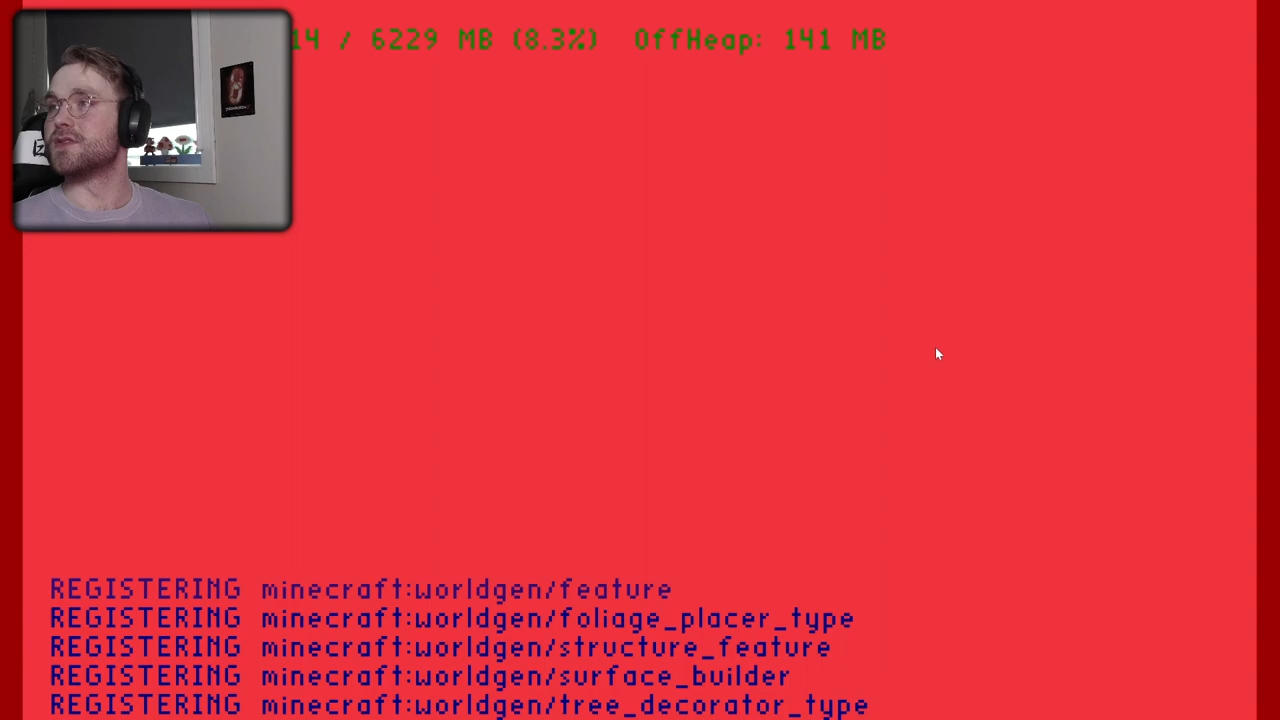 14 / 6229 MB (8.3%) OffHeap: 141 MB
REGISTERING minecraft:worldgen/feature
REGISTERING minecraft:worldgen/foliage_placer_type
REGISTERING minecraft:worldgen/structure_feature
REGISTERING minecraft:worldgen/surface_builder
REGISTERING minecraft:worldgen/tree_decorator_type